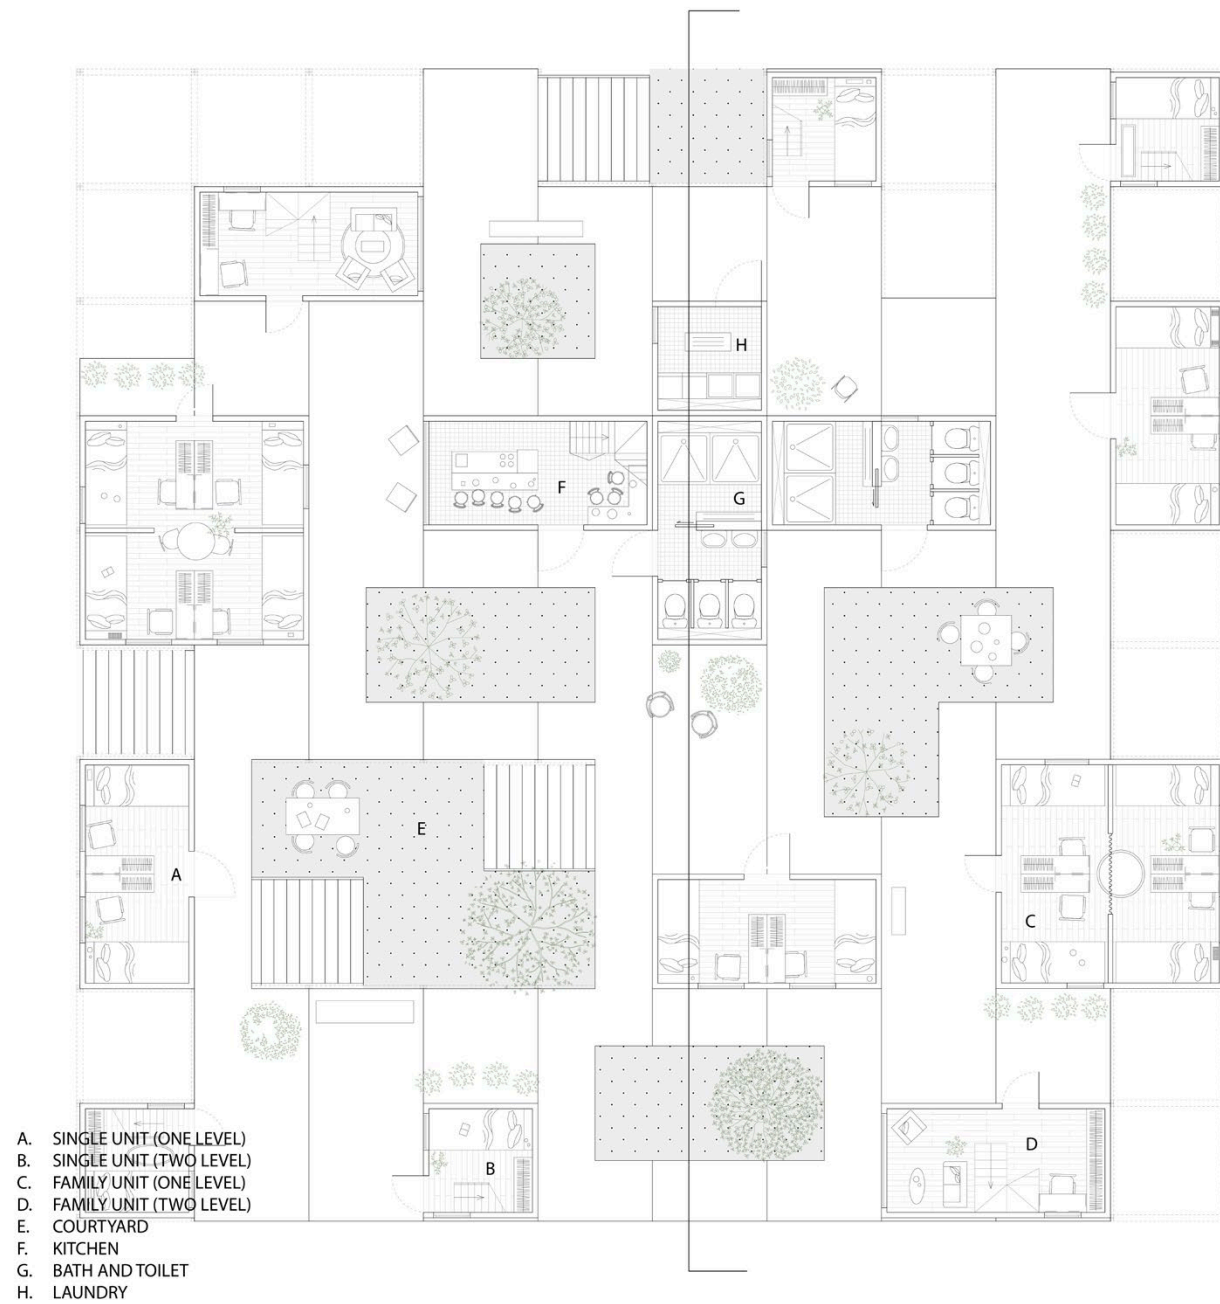 H
F
G
E
A
C
D
B
A. SINGLE UNIT (ONE LEVEL)
B. SINGLE UNIT (TWO LEVEL)
C. FAMILY UNIT (ONE LEVEL)
D. FAMILY UNIT (TWO LEVEL)
E. COURTYARD
F. KITCHEN
G. BATH AND TOILET
H. LAUNDRY